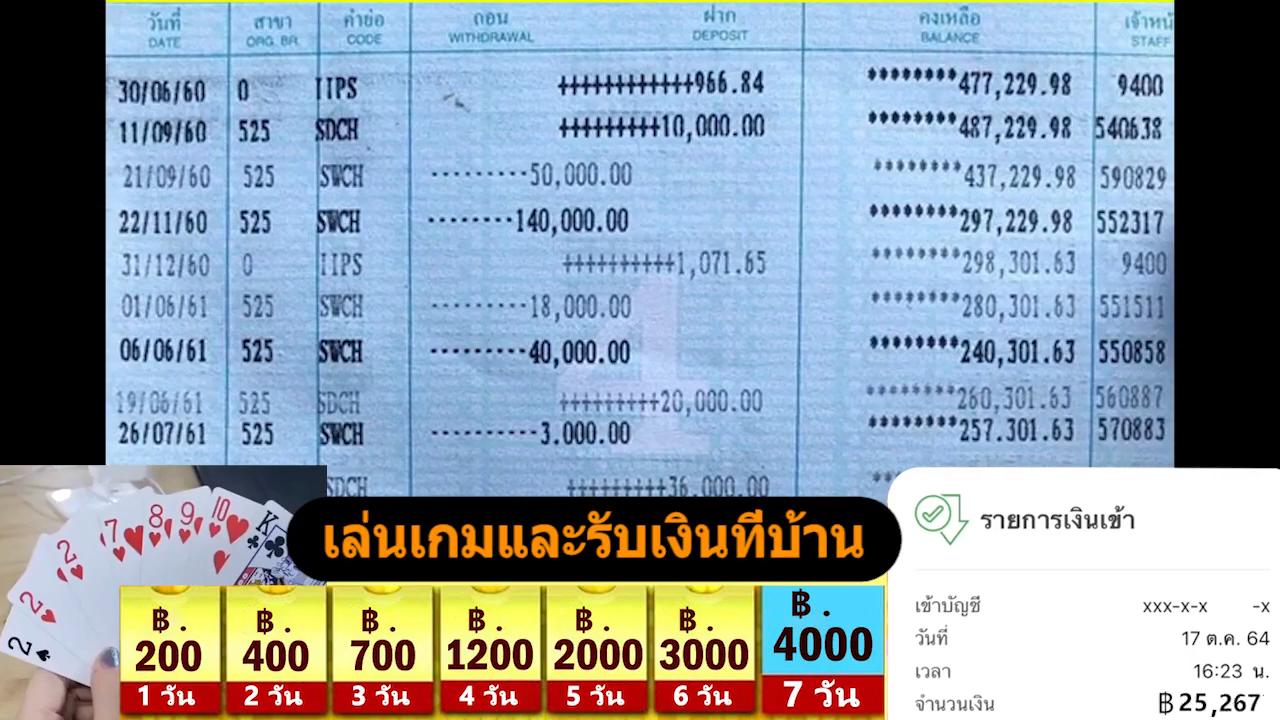 วันที่ สาขา คำย่อ ถอน ฝาก คงเหลือ เจ้าหน้
DATE ORG. BR. CODE WITHDRAWAL DEPOSIT BALANCE STAFF
30/06/60 0 IIPS ++++++++++++966.84 ********477,229.98 9400
11/09/60 525 SDCH +++++++++10,000.00 ********487,229.98 540638
21/09/60 525 SWCH ---------50,000.00 ********437,229.98 590829
22/11/60 525 SWCH --------140,000.00 ********297,229.98 552317
31/12/60 0 IIPS ++++++++++1,071.65 ********298,301.63 9400
01/06/61 525 SWCH ---------18,000.00 ********280,301.63 551511
06/06/61 525 SWCH ---------40,000.00 ********240,301.63 550858
19/06/61 525 SDCH +++++++++20,000.00 ********260,301.63 560887
26/07/61 525 SWCH ----------3.000.00 ********257.301.63 570883
SDCH +++++++++36,000.00
เล่นเกมและรับเงินที่บ้าน
2 2 2 7 8 9 10 K
฿ . 200 1 วัน
฿ . 400 2 วัน
฿ . 700 3 วัน
฿ . 1200 4 วัน
฿ . 2000 5 วัน
฿ . 3000 6 วัน
฿ . 4000 7 วัน
รายการเงินเข้า
เข้าบัญชี xxx-x-x -x
วันที่ 17 ต.ค. 64
เวลา 16:23 น.
จำนวนเงิน ฿25,267